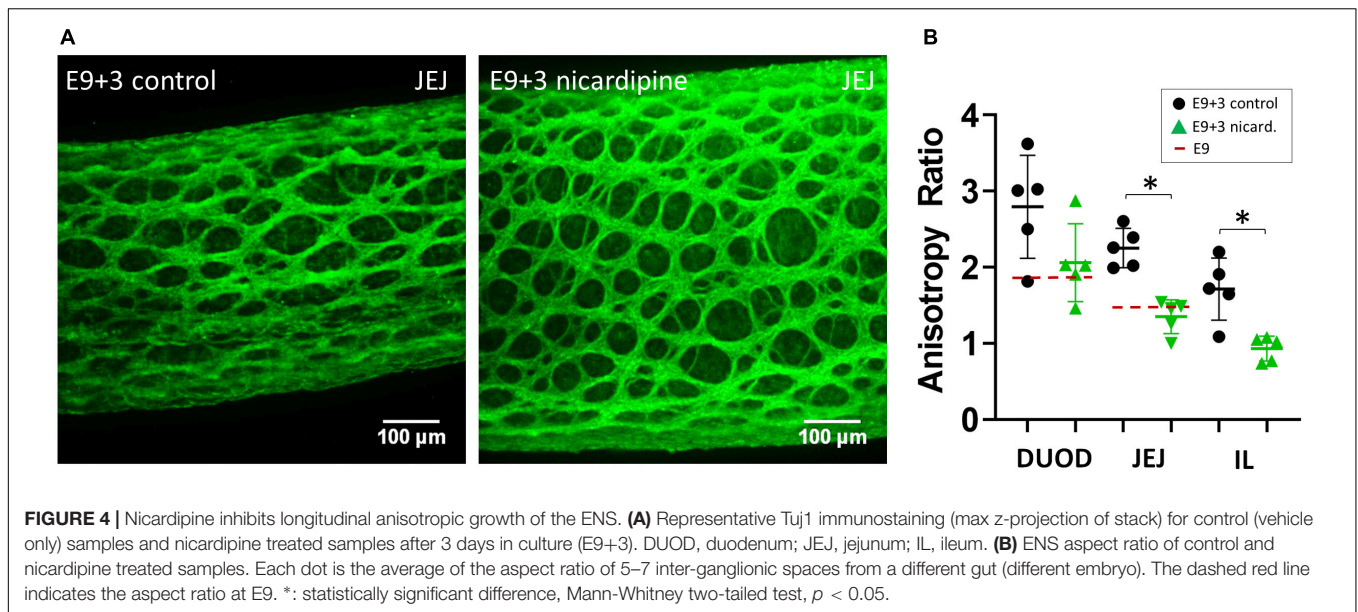 A
E9+3 control JEJ
100 µm
E9+3 nicardipine JEJ
100 µm
B
E9+3 control
E9+3 nicard.
E9
Anisotropy Ratio
4
3
2
1
0
*
*
DUOD JEJ IL
FIGURE 4 | Nicardipine inhibits longitudinal anisotropic growth of the ENS. (A) Representative Tuj1 immunostaining (max z-projection of stack) for control (vehicle
only) samples and nicardipine treated samples after 3 days in culture (E9+3). DUOD, duodenum; JEJ, jejunum; IL, ileum. (B) ENS aspect ratio of control and
nicardipine treated samples. Each dot is the average of the aspect ratio of 5–7 inter-ganglionic spaces from a different gut (different embryo). The dashed red line
indicates the aspect ratio at E9. *: statistically significant difference, Mann-Whitney two-tailed test, p < 0.05.